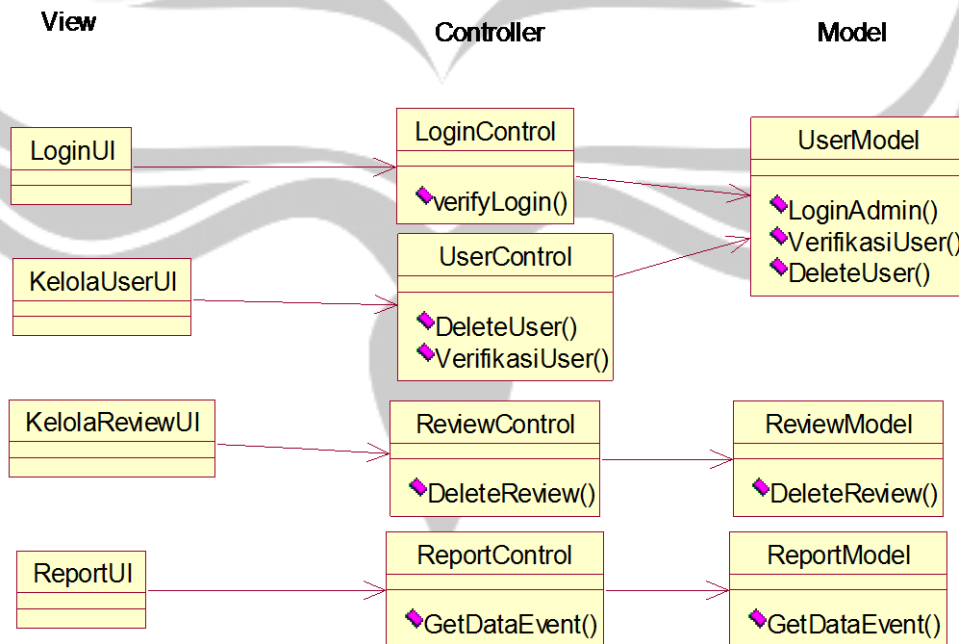 View
Controller
Model
LoginUI
LoginControl
verifyLogin()
UserModel
LoginAdmin()
VerifikasiUser()
DeleteUser()
KelolaUserUI
UserControl
DeleteUser()
VerifikasiUser()
KelolaReviewUI
ReviewControl
DeleteReview()
ReviewModel
DeleteReview()
ReportUI
ReportControl
GetDataEvent()
ReportModel
GetDataEvent()